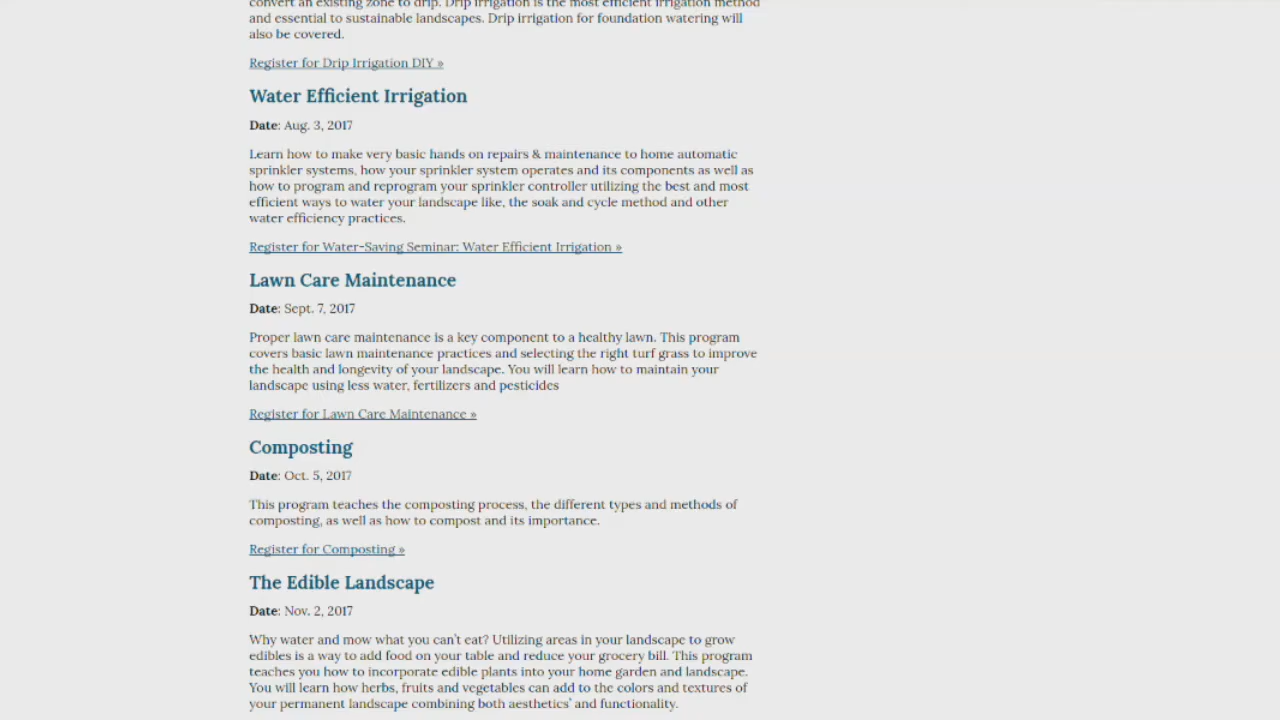 convert an existing zone to drip. Drip irrigation is the most efficient irrigation method
and essential to sustainable landscapes. Drip irrigation for foundation watering will
also be covered.
Register for Drip Irrigation DIY »
Water Efficient Irrigation
Date: Aug. 3, 2017
Learn how to make very basic hands on repairs & maintenance to home automatic
sprinkler systems, how your sprinkler system operates and its components as well as
how to program and reprogram your sprinkler controller utilizing the best and most
efficient ways to water your landscape like, the soak and cycle method and other
water efficiency practices.
Register for Water-Saving Seminar: Water Efficient Irrigation »
Lawn Care Maintenance
Date: Sept. 7, 2017
Proper lawn care maintenance is a key component to a healthy lawn. This program
covers basic lawn maintenance practices and selecting the right turf grass to improve
the health and longevity of your landscape. You will learn how to maintain your
landscape using less water, fertilizers and pesticides
Register for Lawn Care Maintenance »
Composting
Date: Oct. 5, 2017
This program teaches the composting process, the different types and methods of
composting, as well as how to compost and its importance.
Register for Composting »
The Edible Landscape
Date: Nov. 2, 2017
Why water and mow what you can't eat? Utilizing areas in your landscape to grow
edibles is a way to add food on your table and reduce your grocery bill. This program
teaches you how to incorporate edible plants into your home garden and landscape.
You will learn how herbs, fruits and vegetables can add to the colors and textures of
your permanent landscape combining both aesthetics' and functionality.